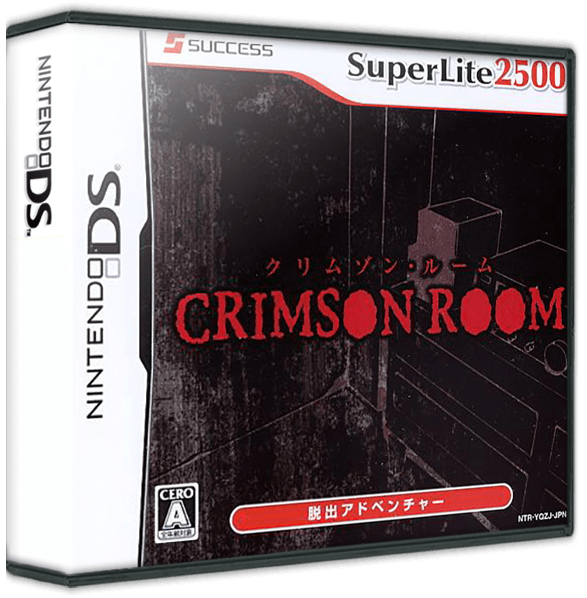 NINTENDO DS™
NINTENDO DS®
SUCCESS
SuperLite2500
クリムゾン・ルーム
CRIMSON ROOM
CERO
A
全年齢対象
脱出アドベンチャー
NTR-YQZJ-JPN